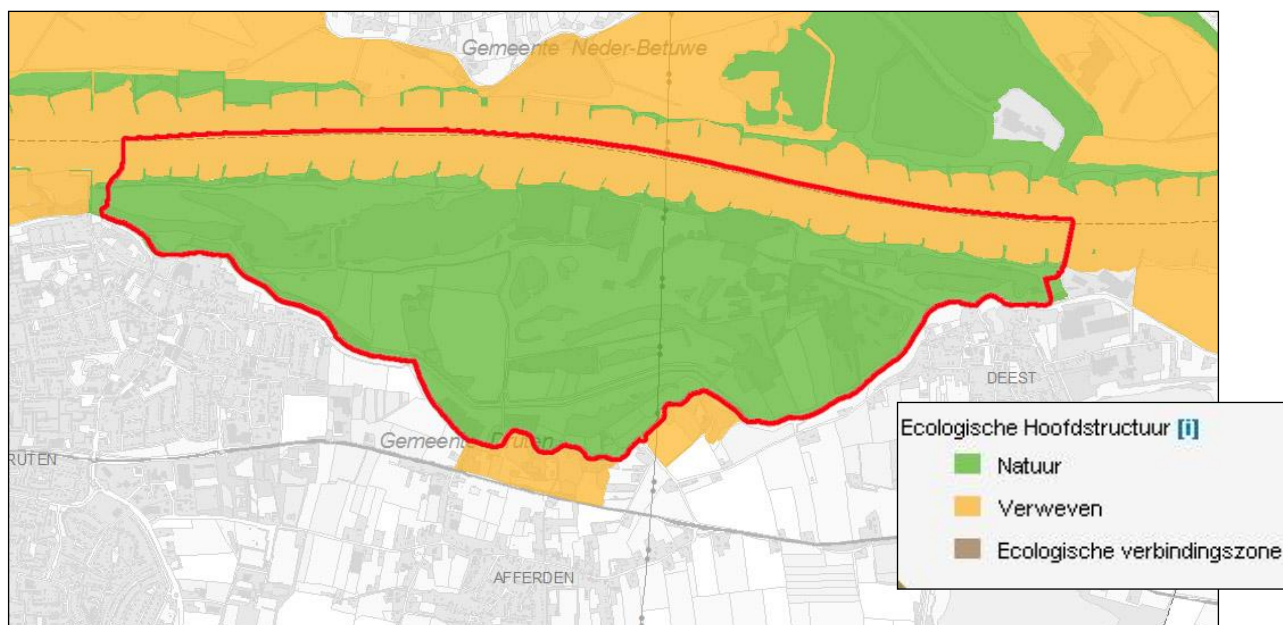 Gemeente Neder-Betuwe
DEEST
Ecologische Hoofdstructuur [i]
Natuur
Verweven
Ecologische verbindingszone
Gemeente Druten
RUTEN
AFFERDEN